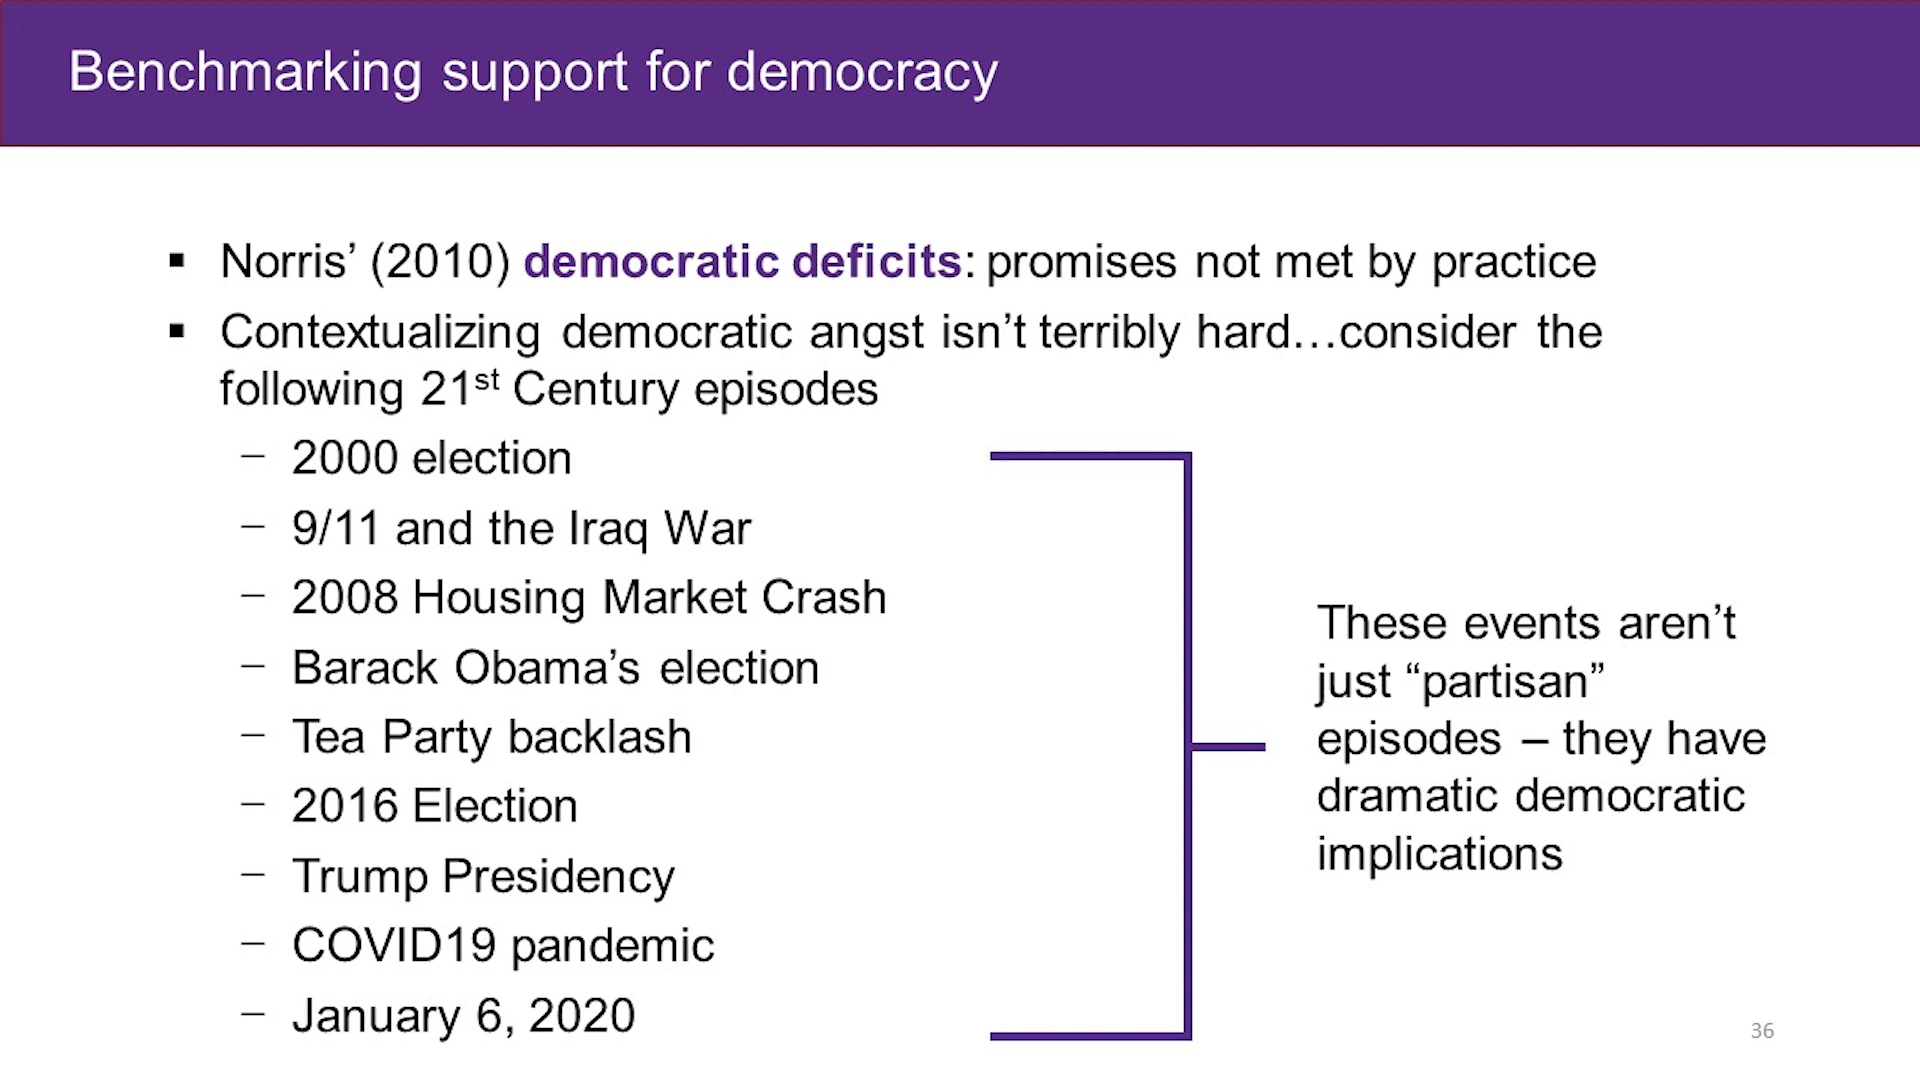 Benchmarking support for democracy
▪ Norris’ (2010) democratic deficits: promises not met by practice
▪ Contextualizing democratic angst isn’t terribly hard…consider the
following 21st Century episodes
– 2000 election
– 9/11 and the Iraq War
– 2008 Housing Market Crash
– Barack Obama’s election
– Tea Party backlash
– 2016 Election
– Trump Presidency
– COVID19 pandemic
– January 6, 2020
These events aren’t
just “partisan”
episodes – they have
dramatic democratic
implications
36